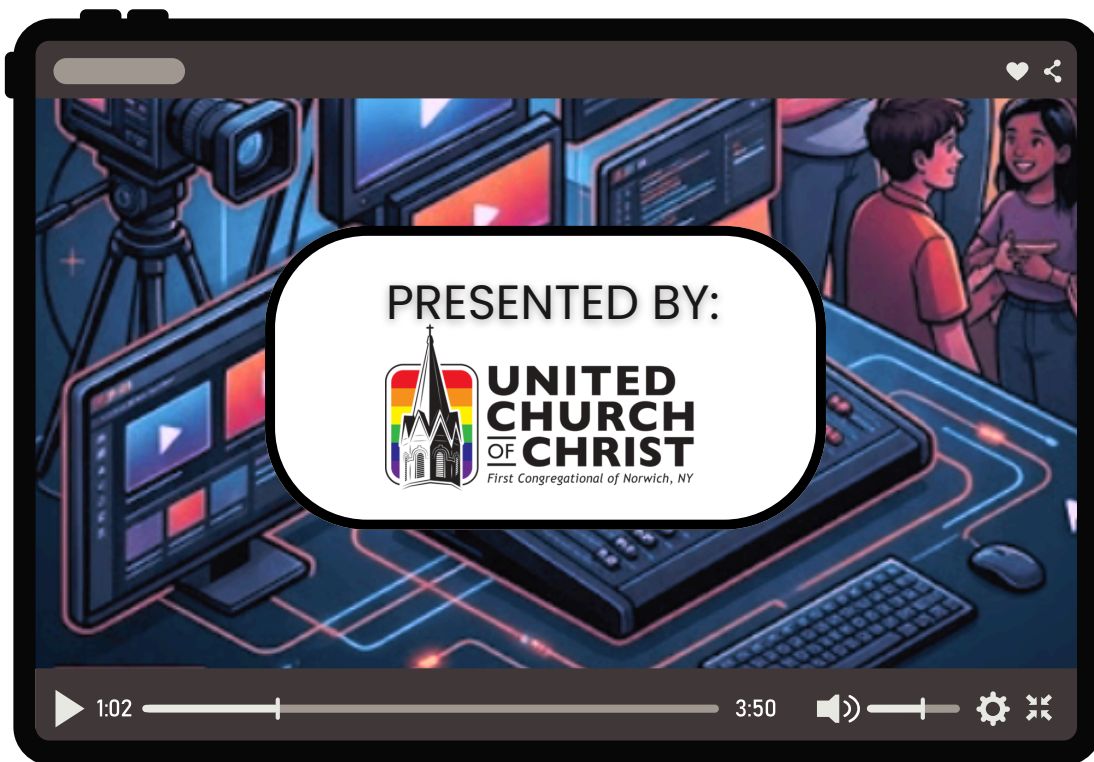 PRESENTED BY:
UNITED
CHURCH
OF CHRIST
First Congregational of Norwich, NY
1:02
3:50